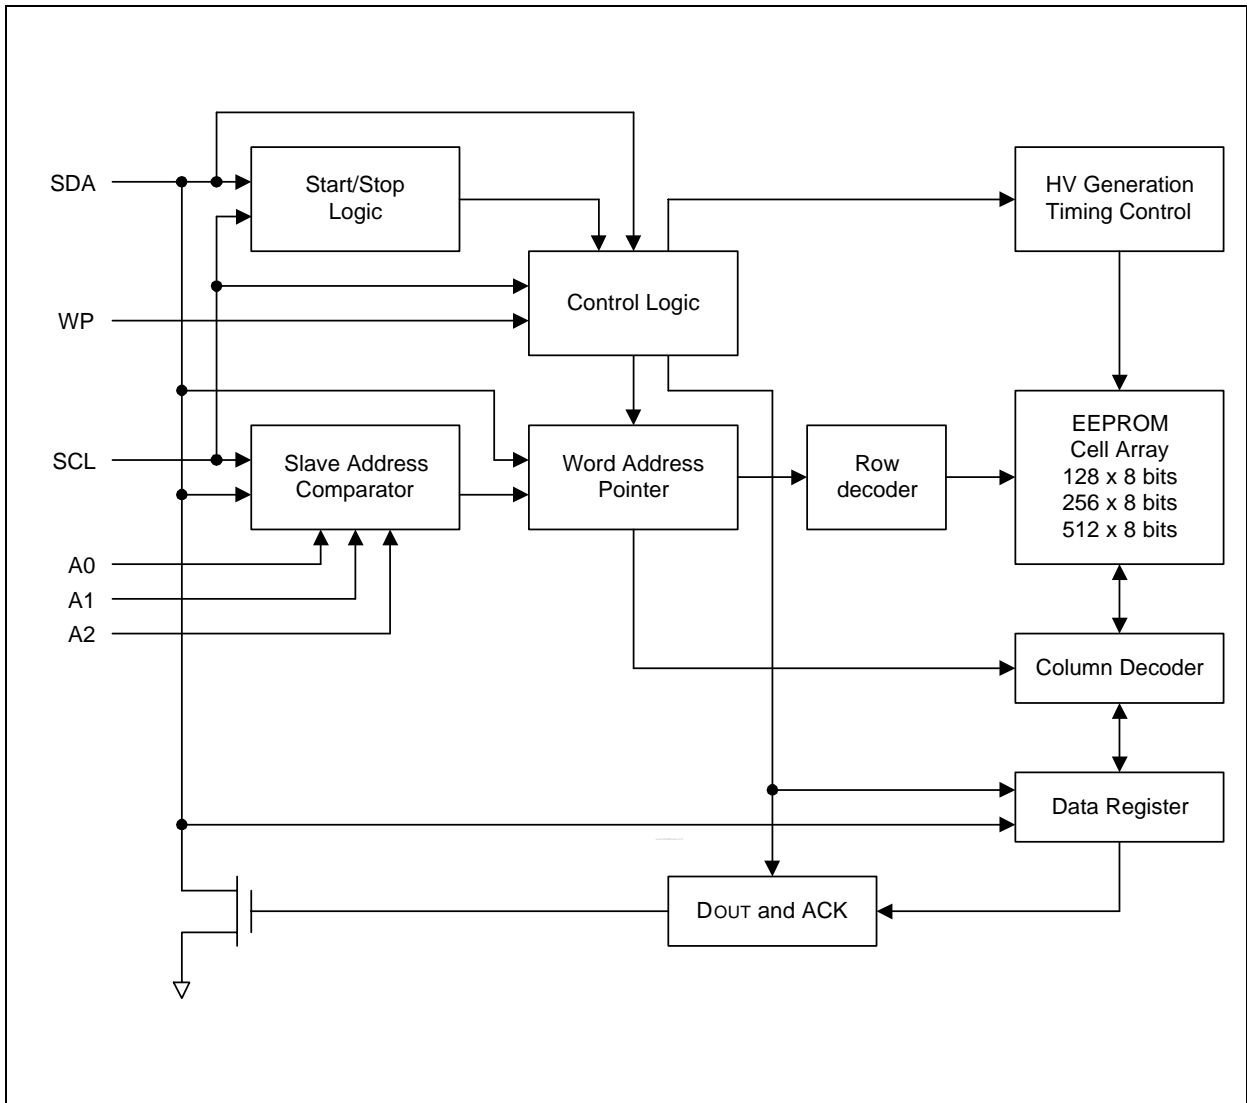 SDA
Start/Stop
Logic
HV Generation
Timing Control
WP
Control Logic
SCL
Slave Address
Comparator
Word Address
Pointer
Row
decoder
EEPROM
Cell Array
128 x 8 bits
256 x 8 bits
512 x 8 bits
A0
A1
A2
Column Decoder
Data Register
DOUT and ACK